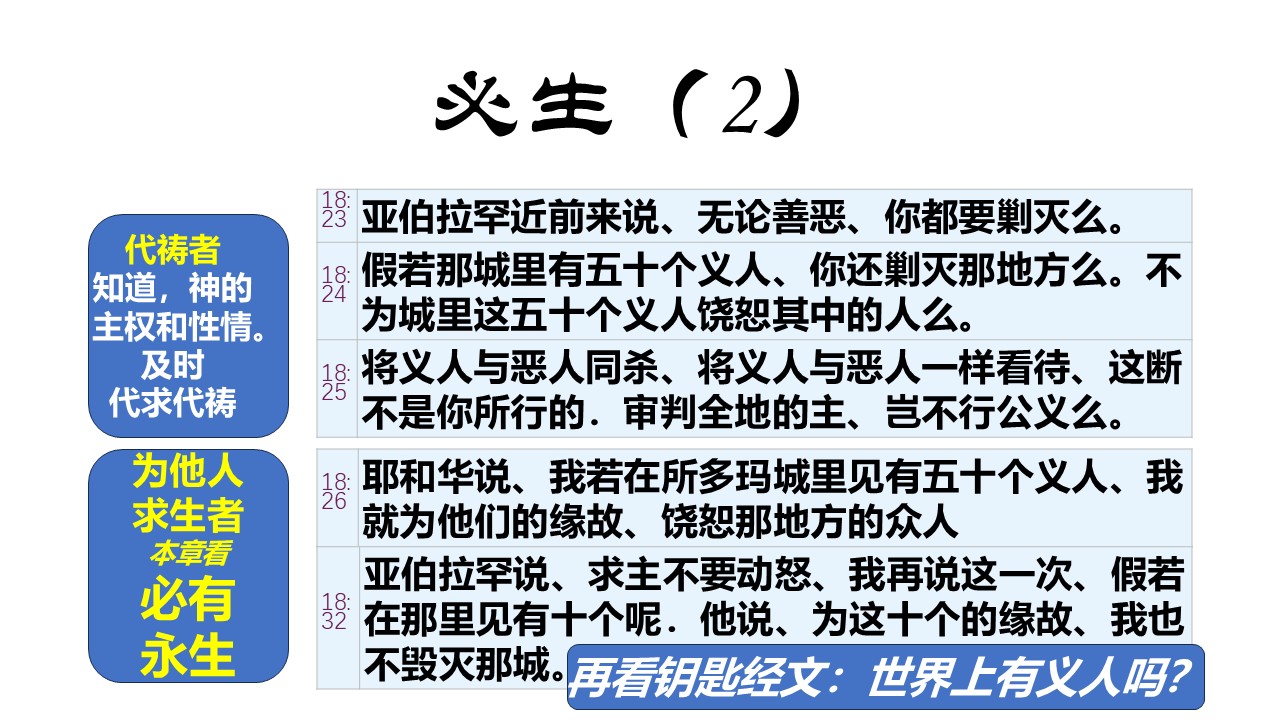 必生（2）
代祷者
知道，神的
主权和性情。
及时
代求代祷
18:
23
亚伯拉罕近前来说、无论善恶、你都要剿灭么。
18:
24
假若那城里有五十个义人、你还剿灭那地方么。不
为城里这五十个义人饶恕其中的人么。
18:
25
将义人与恶人同杀、将义人与恶人一样看待、这断
不是你所行的．审判全地的主、岂不行公义么。
为他人
求生者
本章看
必有
永生
18:
26
耶和华说、我若在所多玛城里见有五十个义人、我
就为他们的缘故、饶恕那地方的众人
18:
32
亚伯拉罕说、求主不要动怒、我再说这一次、假若
在那里见有十个呢．他说、为这十个的缘故、我也
不毁灭那城。
再看钥匙经文：世界上有义人吗？